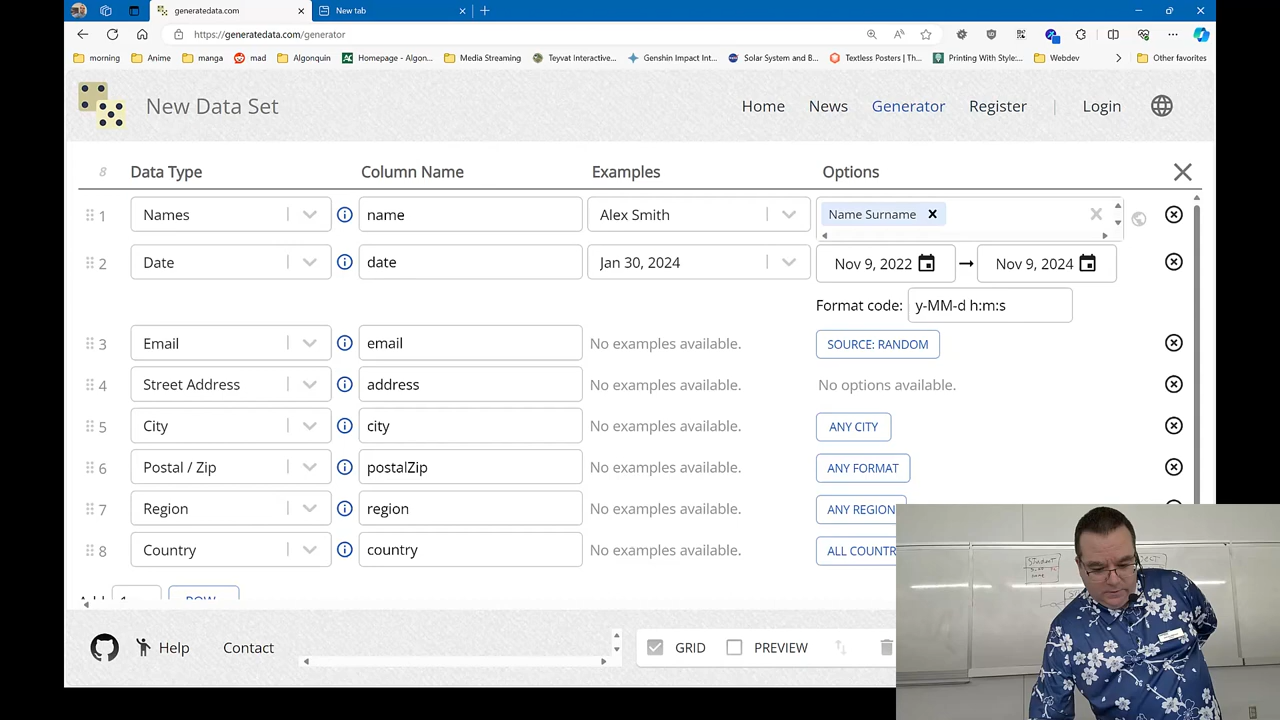 generatedata.com
New tab
https://generatedata.com/generator
morning
Anime
manga
mad
Algonquin
Homepage - Algon...
Media Streaming
Teyvat Interactive...
Genshin Impact Int...
Solar System and B...
Textless Posters (Th...
Printing With Style:...
Webdev
Other favorites
New Data Set
Home
News
Generator
Register
Login
8 Data Type Column Name Examples Options
1 Names name Alex Smith Name Surname
2 Date date Jan 30, 2024 Nov 9, 2022 Nov 9, 2024
Format code: y-MM-d h:m:s
3 Email email No examples available. SOURCE: RANDOM
4 Street Address address No examples available. No options available.
5 City city No examples available. ANY CITY
6 Postal / Zip postalZip No examples available. ANY FORMAT
7 Region region No examples available. ANY REGION
8 Country country No examples available. ALL COUNTR
Help
Contact
GRID
PREVIEW
STUDENT